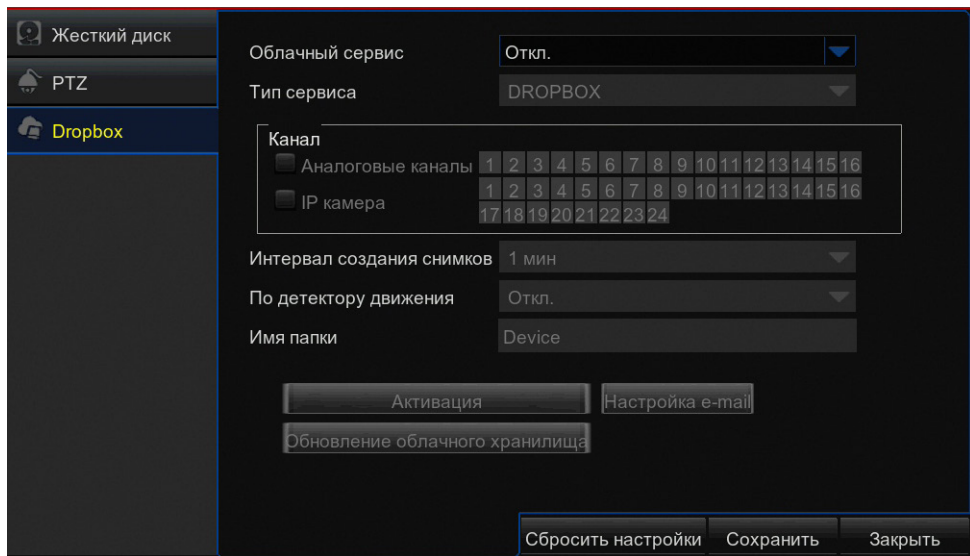 Жесткий диск
PTZ
Dropbox
Облачный сервис Откл.
Тип сервиса DROPBOX
Канал
Аналоговые каналы 1 2 3 4 5 6 7 8 9 10 11 12 13 14 15 16
1 2 3 4 5 6 7 8 9 10 11 12 13 14 15 16
IP камера
17 18 19 20 21 22 23 24
Интервал создания снимков 1 мин
По детектору движения Откл.
Имя папки Device
Активация Настройка e-mail
Обновление облачного хранилища
Сбросить настройки Сохранить Закрыть